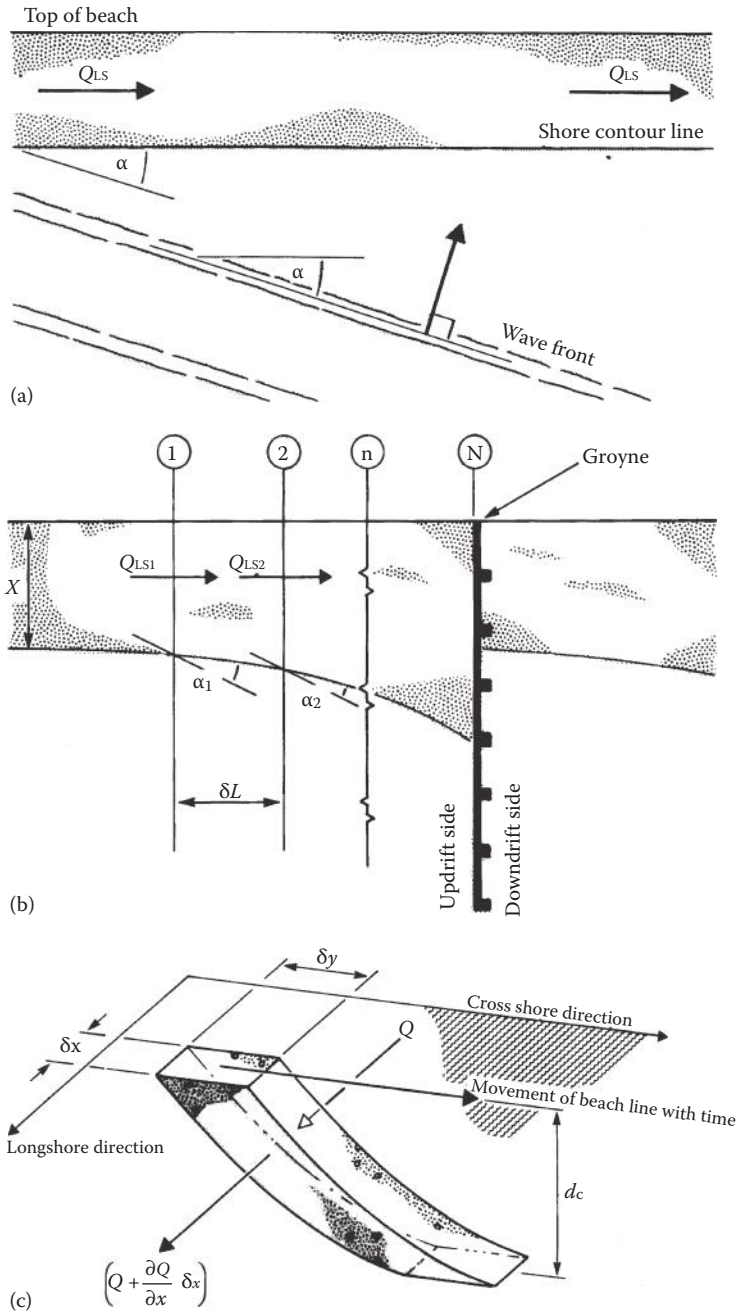 Top of beach
QLS
QLS
Shore contour line
α
α
Wave front
(a)
1
2
n
N
Groyne
X
QLS1
QLS2
α1
α2
δL
Updrift side
Downdrift side
(b)
δy
Cross shore direction
δx
Q
Movement of beach line with time
Longshore direction
dc
(Q + ∂Q/∂x δx)
(c)